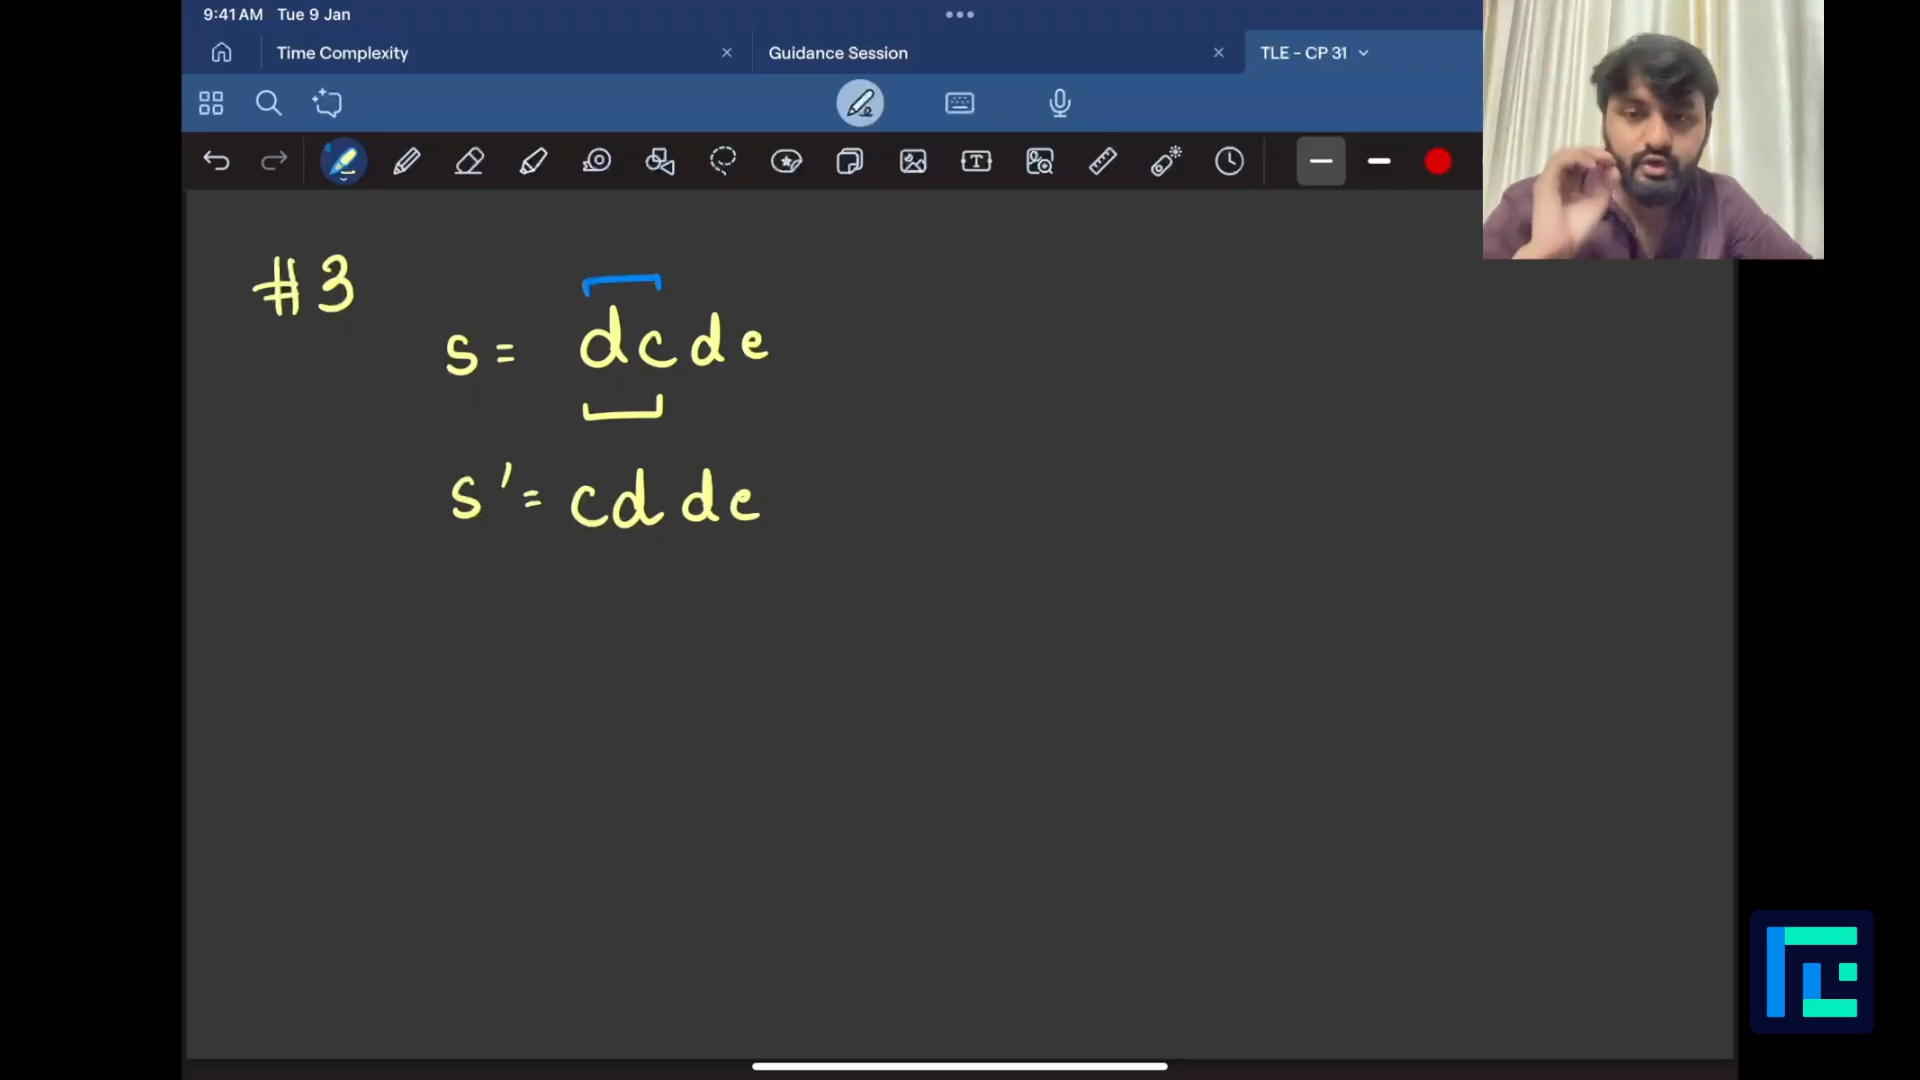 9:41 AM Tue 9 Jan
Time Complexity
Guidance Session
TLE - CP 31
#3
s = dcde
s' = cdde